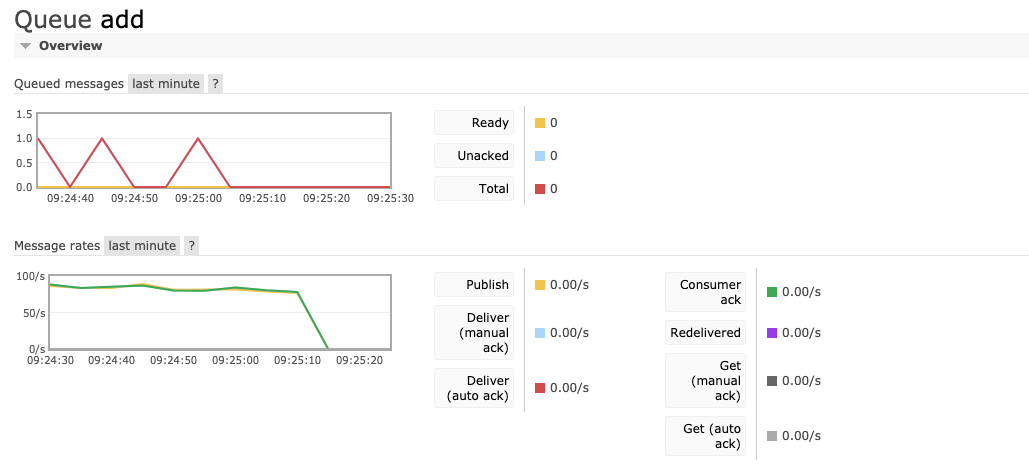 Queue add
Overview
Queued messages last minute ?
1.5
1.0
0.5
0.0
09:24:40 09:24:50 09:25:00 09:25:10 09:25:20 09:25:30
Ready 0
Unacked 0
Total 0
Message rates last minute ?
100/s
50/s
0/s
09:24:30 09:24:40 09:24:50 09:25:00 09:25:10 09:25:20
Publish 0.00/s
Deliver
(manual 0.00/s
ack)
Deliver
(auto ack) 0.00/s
Consumer
ack 0.00/s
Redelivered 0.00/s
Get
(manual 0.00/s
ack)
Get (auto
ack) 0.00/s